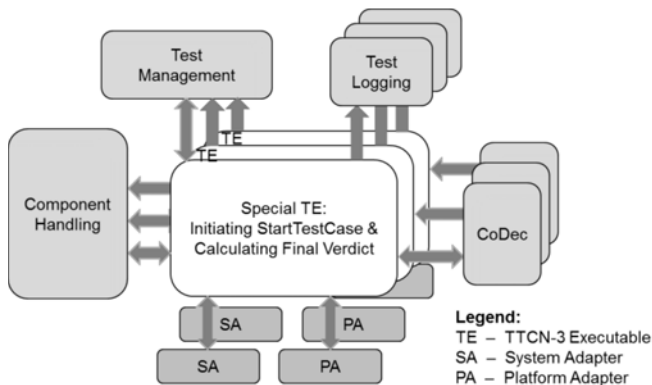 Test
Management
Test
Logging
TE
TE
Component
Handling
Special TE:
Initiating StartTestCase &
Calculating Final Verdict
CoDec
SA
PA
SA
PA
Legend:
TE – TTCN-3 Executable
SA – System Adapter
PA – Platform Adapter